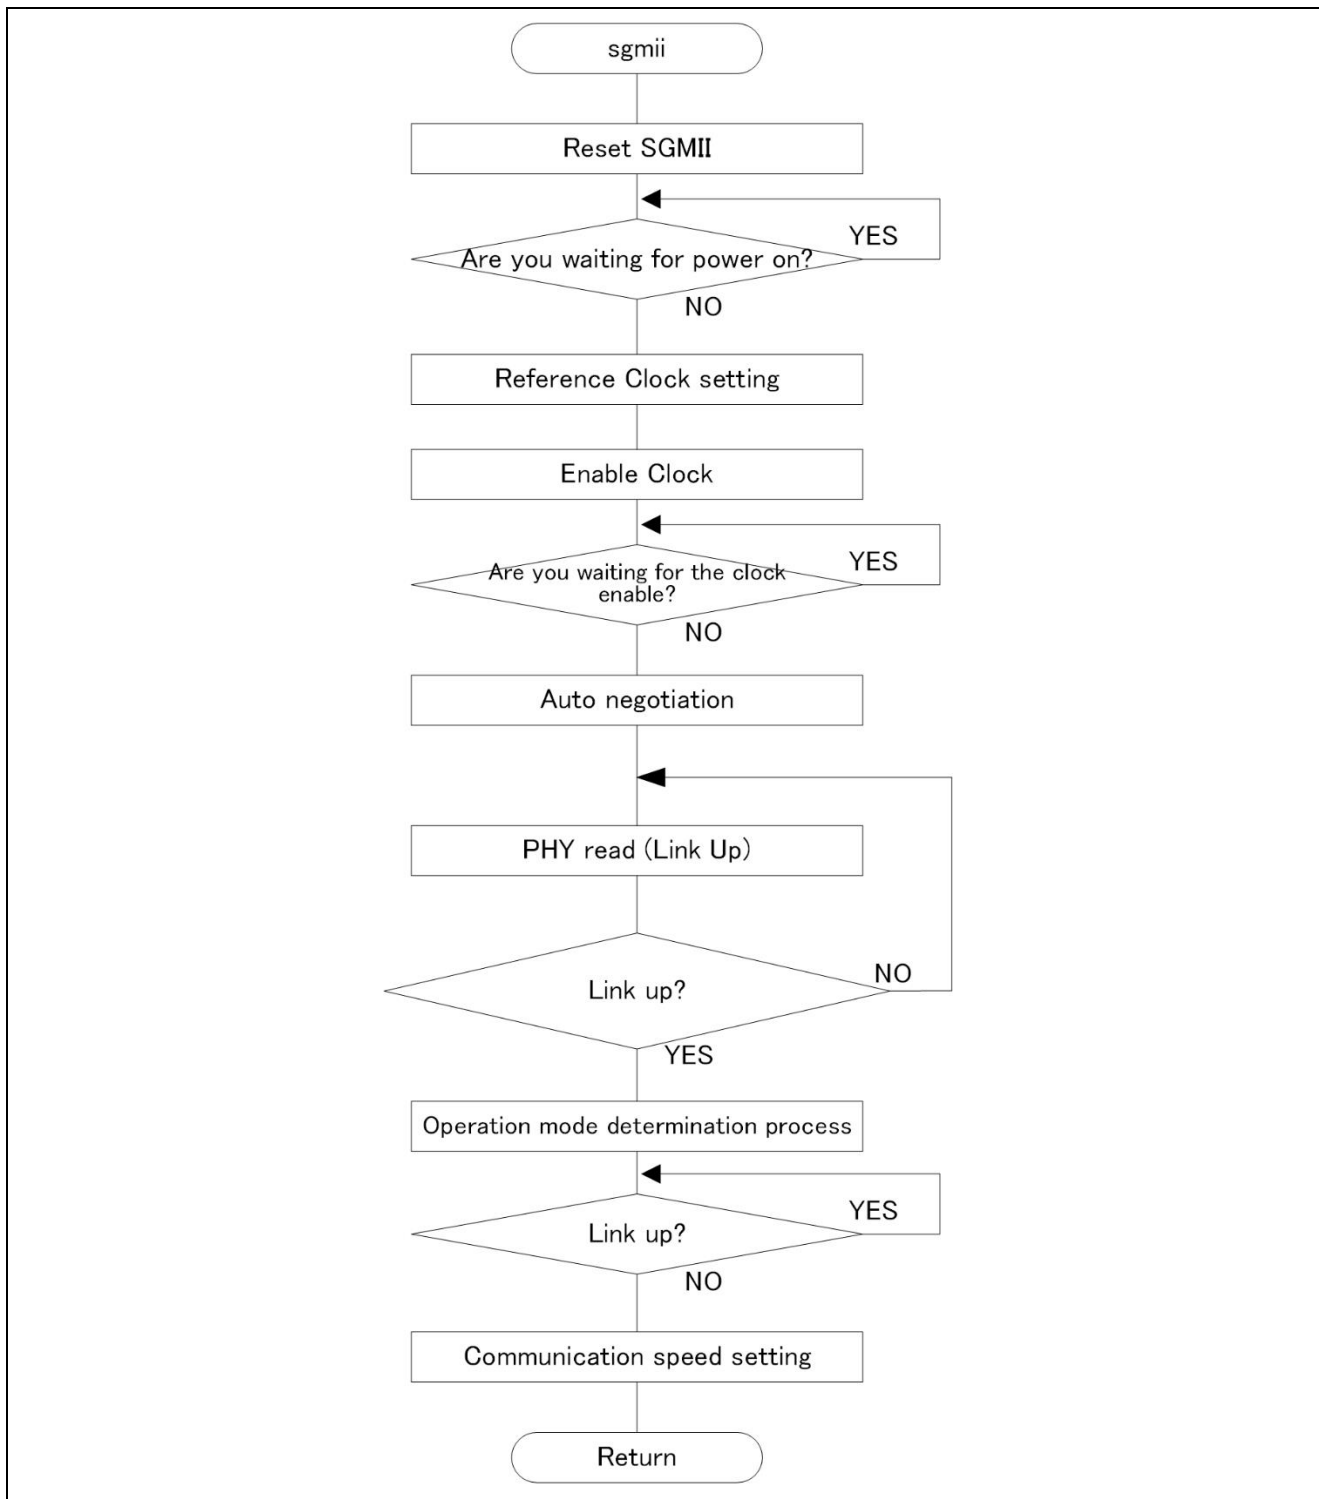 sgmii
Reset SGMII
YES
Are you waiting for power on?
NO
Reference Clock setting
Enable Clock
YES
Are you waiting for the clock
enable?
NO
Auto negotiation
PHY read (Link Up)
NO
Link up?
YES
Operation mode determination process
YES
Link up?
NO
Communication speed setting
Return